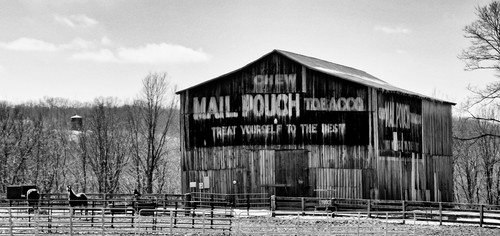 CHEW
MAIL POUCH TOBACCO
TREAT YOURSELF TO THE BEST